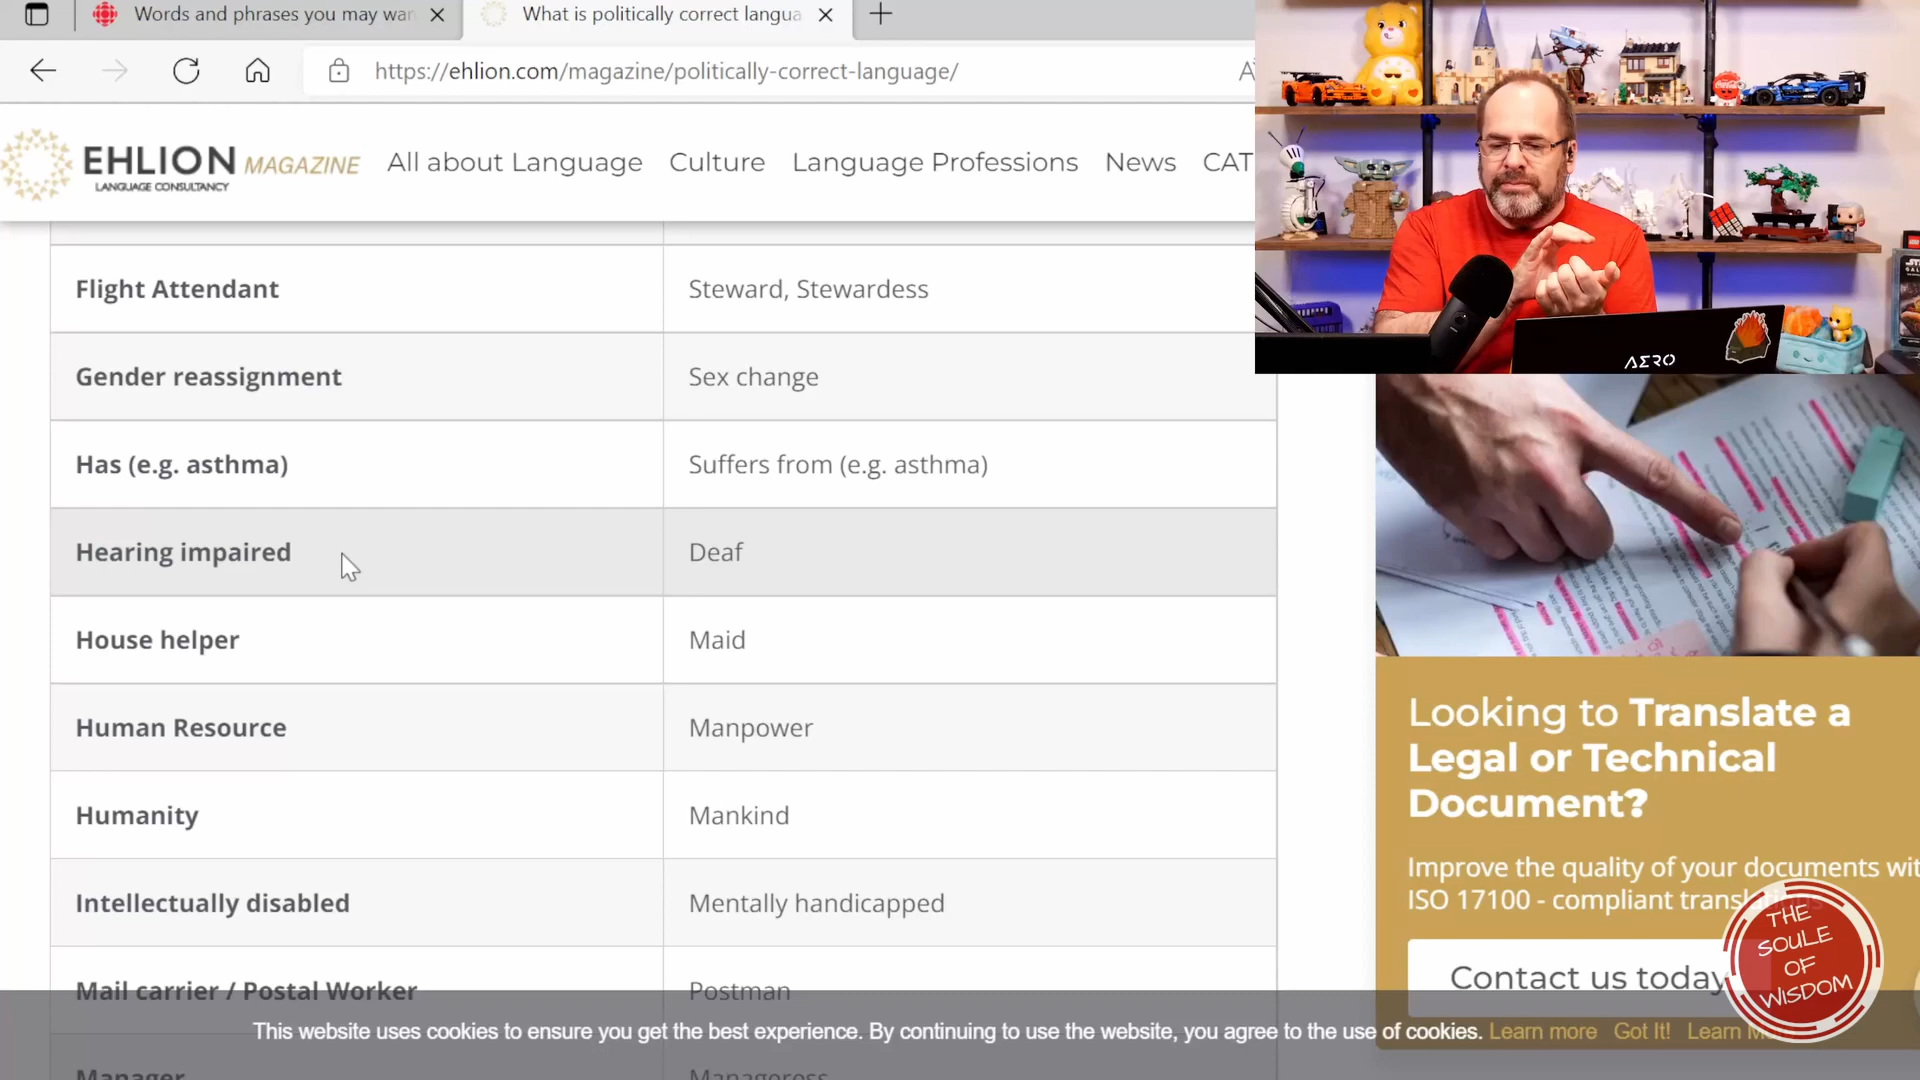 Words and phrases you may wan
What is politically correct langua
https://ehlion.com/magazine/politically-correct-language/
EHLION MAGAZINE
LANGUAGE CONSULTANCY
All about Language
Culture
Language Professions
News
CAT
Flight Attendant
Steward, Stewardess
Gender reassignment
Sex change
Has (e.g. asthma)
Suffers from (e.g. asthma)
Hearing impaired
Deaf
House helper
Maid
Human Resource
Manpower
Humanity
Mankind
Intellectually disabled
Mentally handicapped
Mail carrier / Postal Worker
Postman
Manager
Manageress
AERO
Looking to Translate a
Legal or Technical
Document?
Improve the quality of your documents wit
ISO 17100 - compliant trans
Contact us today
THE
SOULE
OF
WISDOM
This website uses cookies to ensure you get the best experience. By continuing to use the website, you agree to the use of cookies. Learn more Got It! Learn M